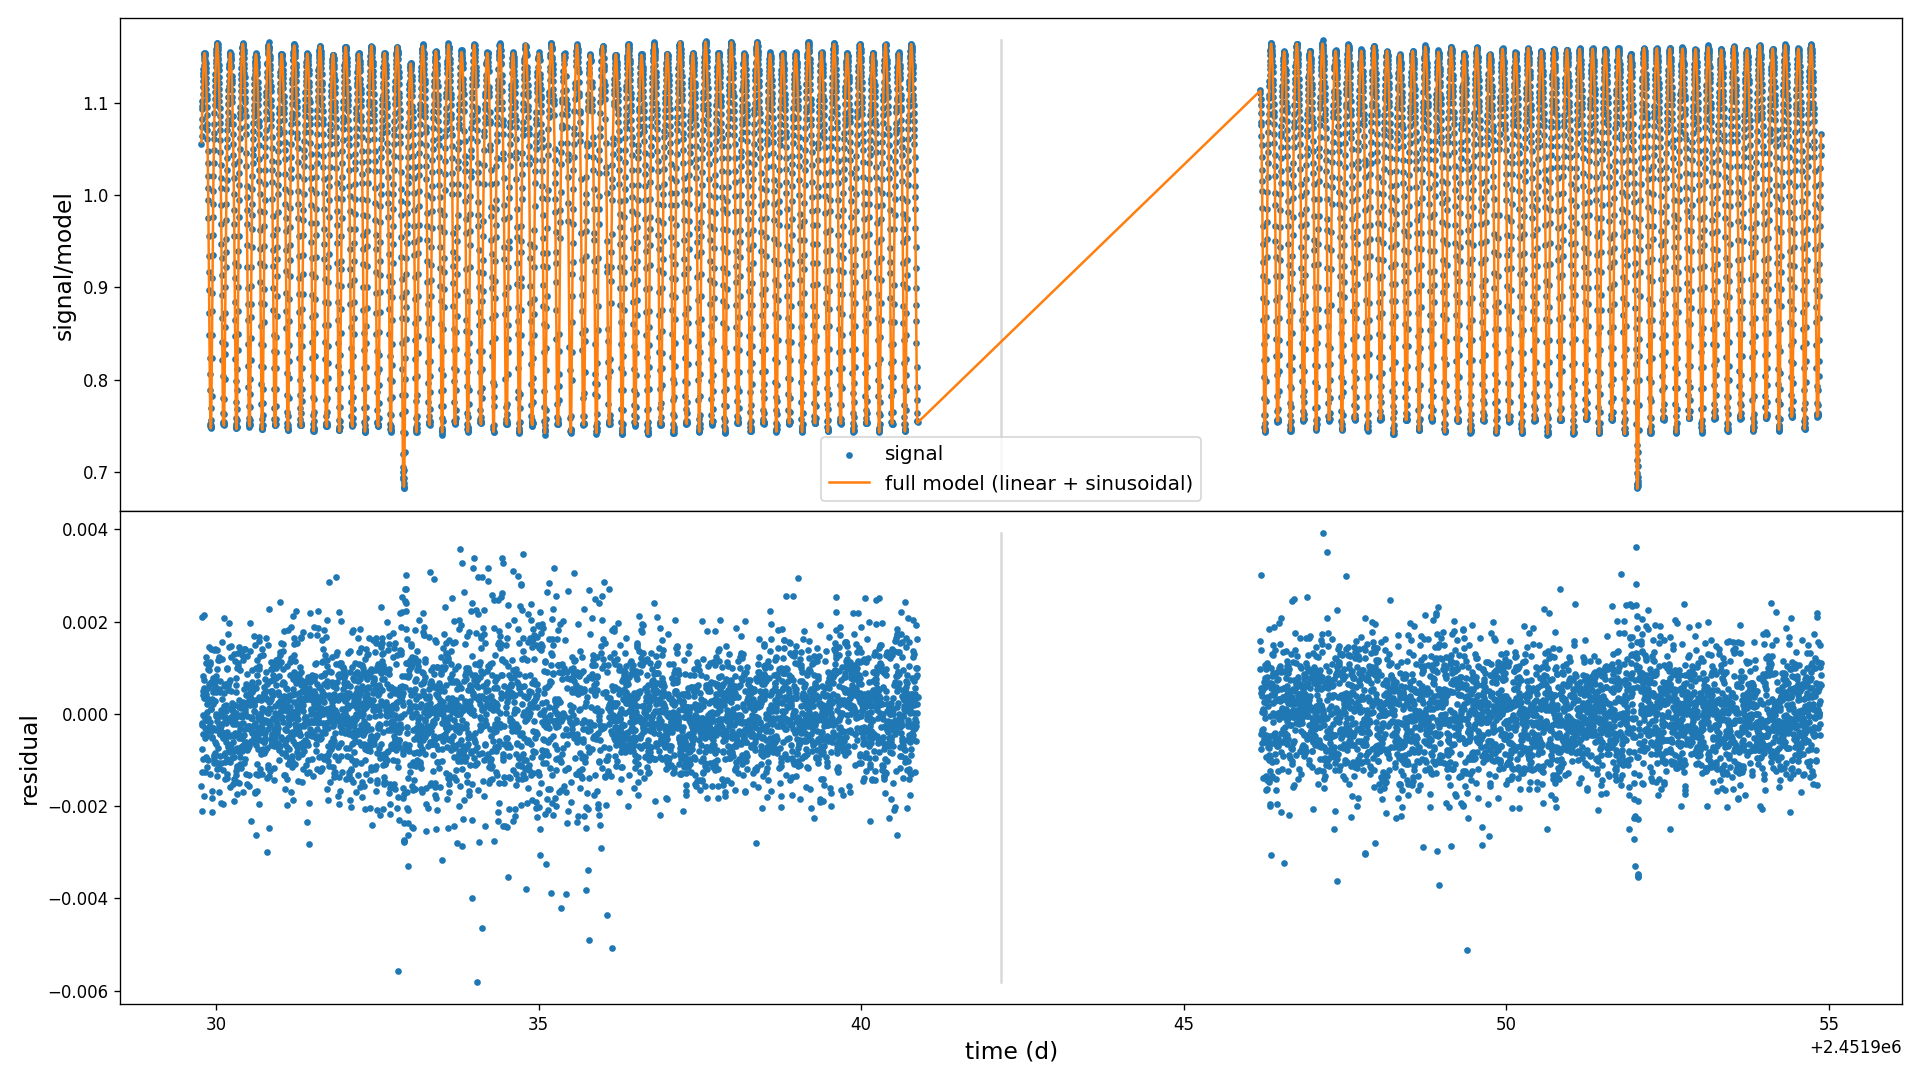 signal/model
1.1
1.0
0.9
0.8
0.7
signal
full model (linear + sinusoidal)
residual
0.004
0.002
0.000
−0.002
−0.004
−0.006
30
35
40
45
50
55
time (d)
+2.4519e6